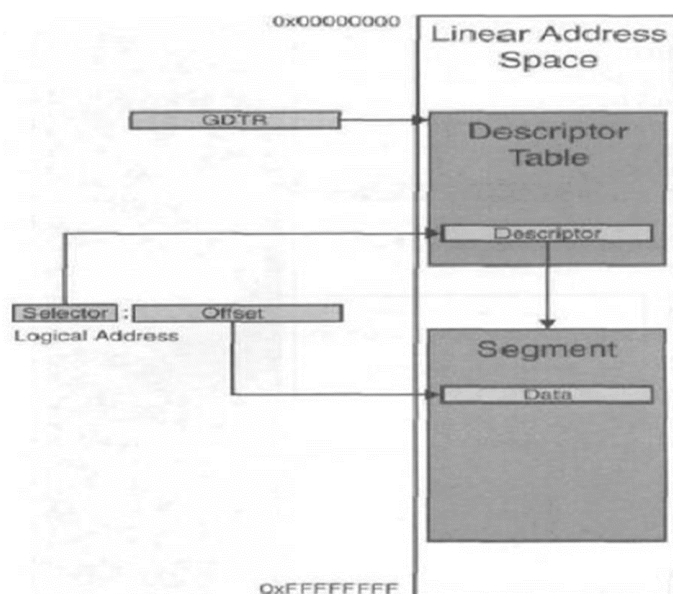 0x00000000
Linear Address
Space
GDTR
Descriptor
Table
Descriptor
Selector : Offset
Logical Address
Segment
Data
0xFFFFFFFF